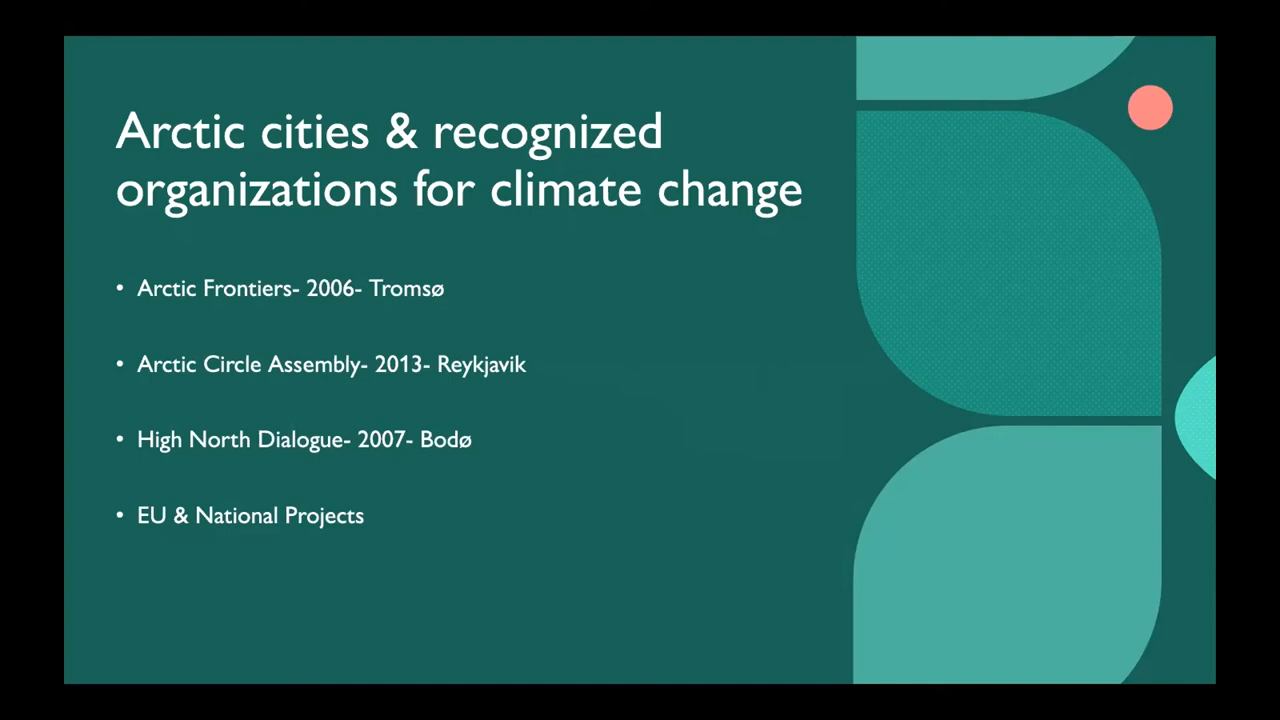 Arctic cities & recognized
organizations for climate change
• Arctic Frontiers- 2006- Tromsø
• Arctic Circle Assembly- 2013- Reykjavik
• High North Dialogue- 2007- Bodø
• EU & National Projects